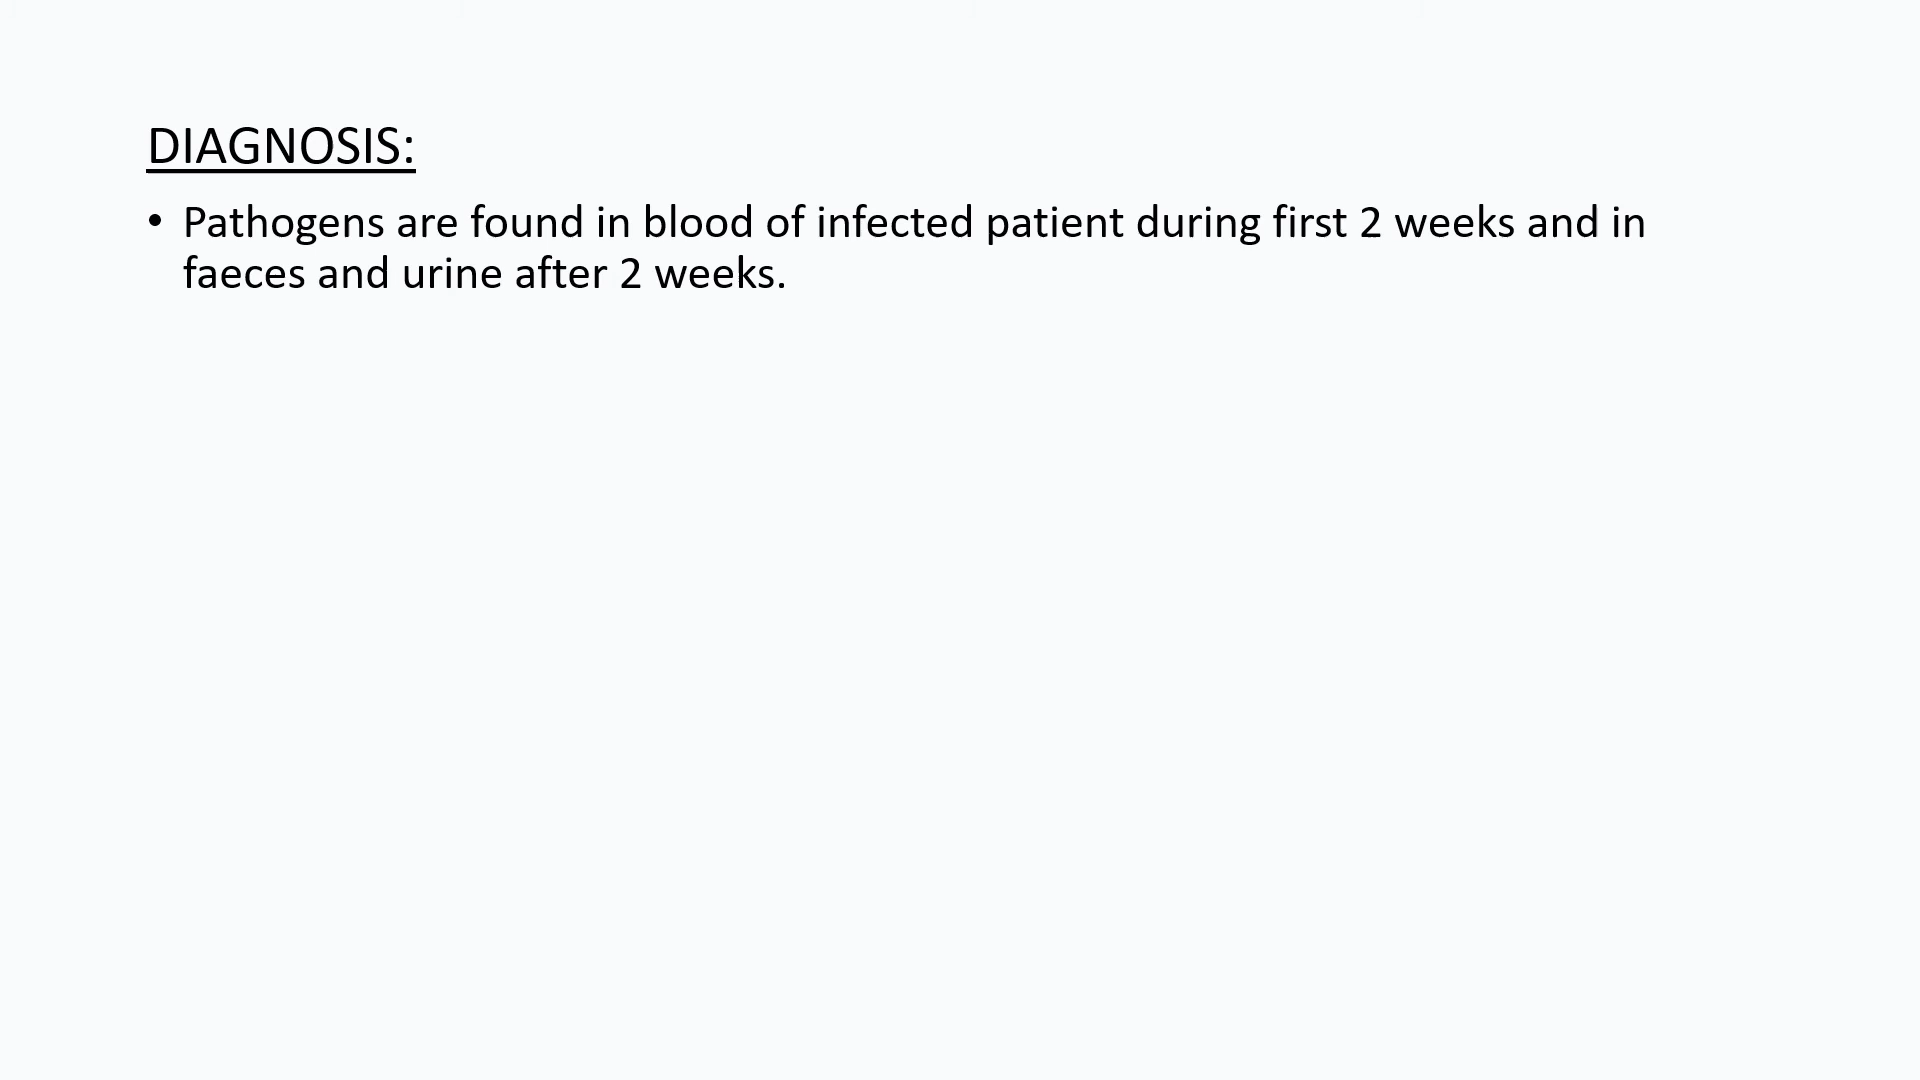 DIAGNOSIS:
• Pathogens are found in blood of infected patient during first 2 weeks and in
faeces and urine after 2 weeks.